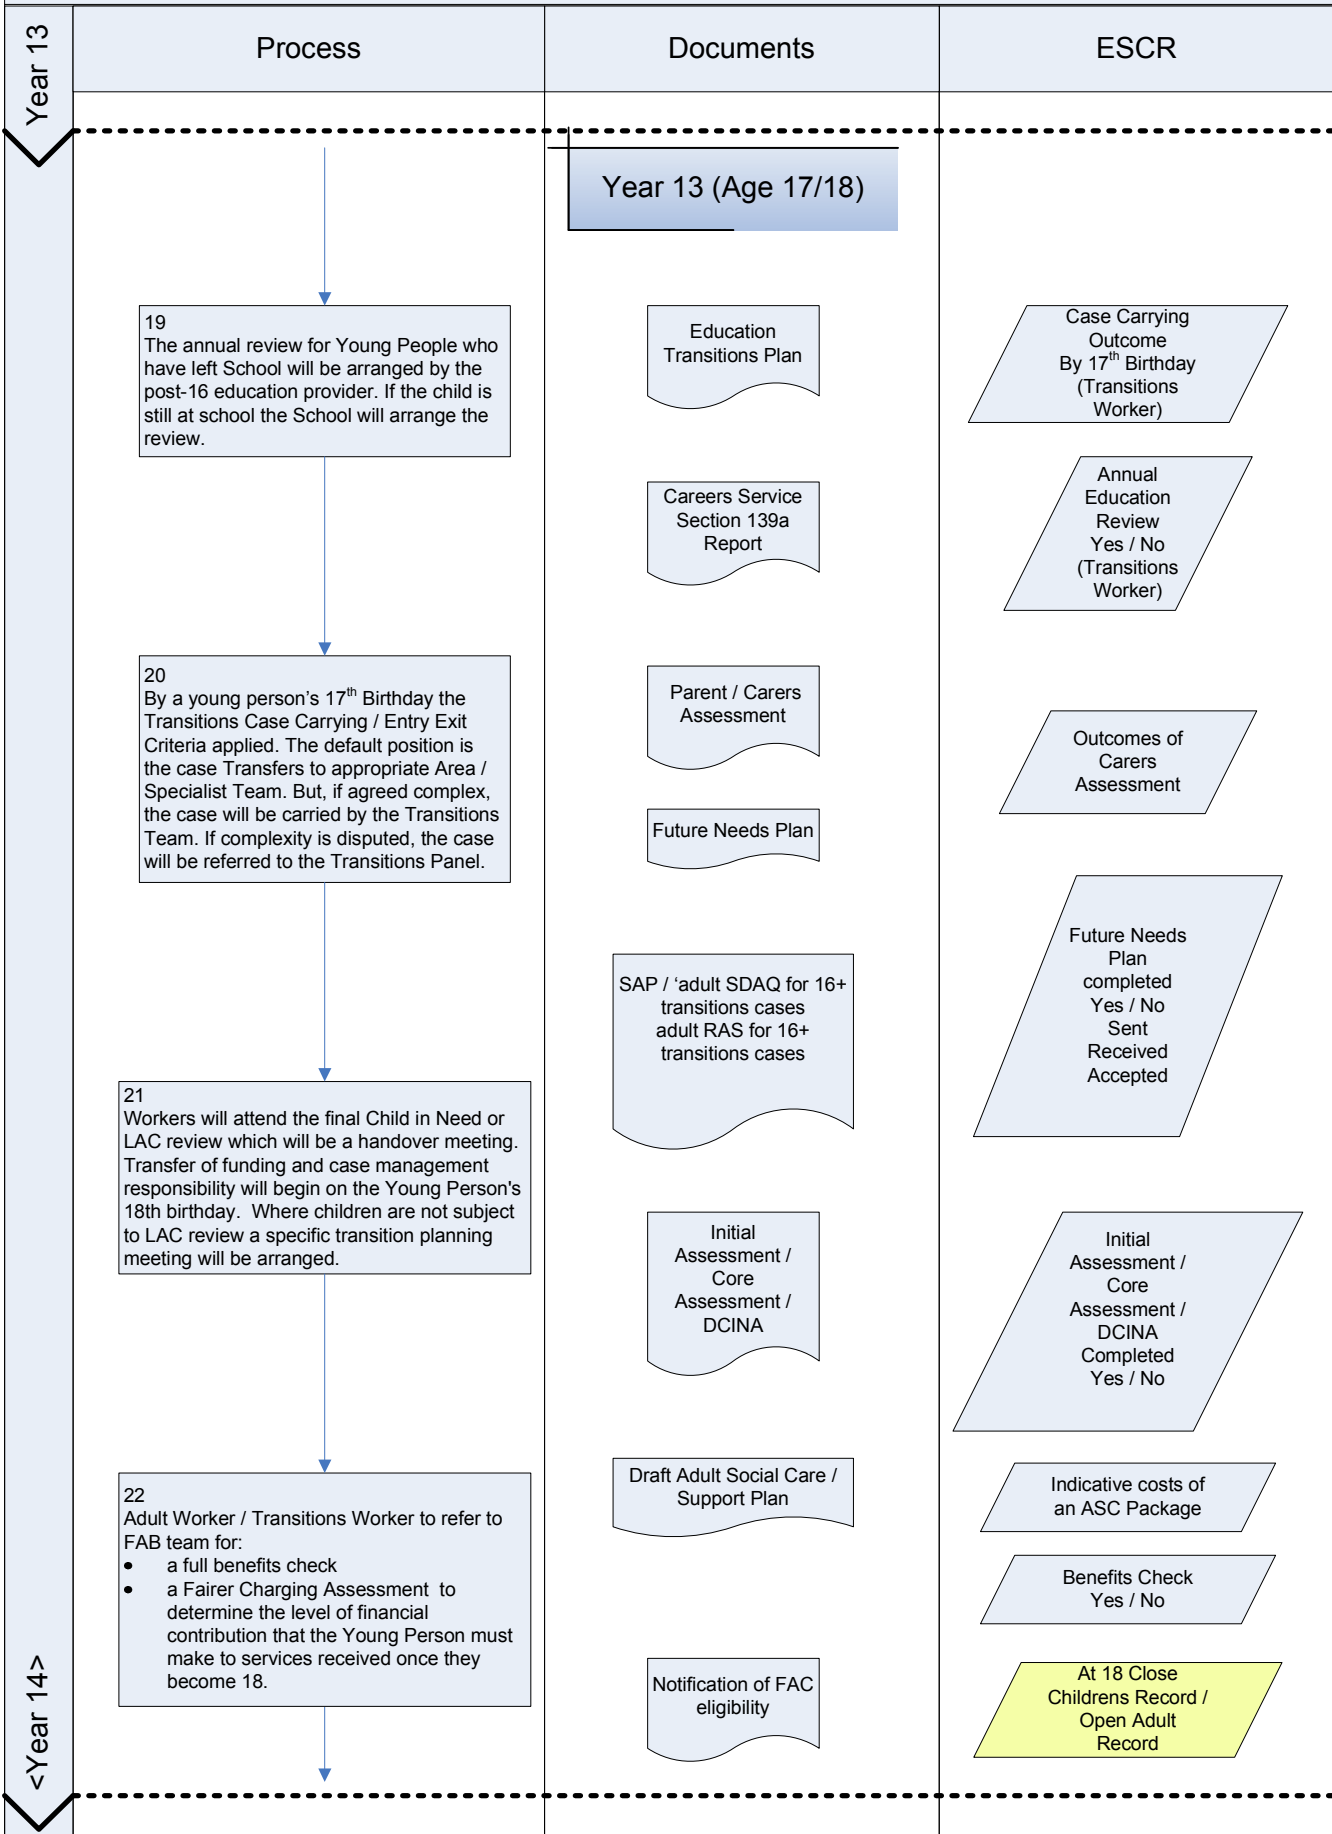 Year 13
Process
Documents
ESCR
Year 13 (Age 17/18)
19
The annual review for Young People who
have left School will be arranged by the
post-16 education provider. If the child is
still at school the School will arrange the
review.
Education
Transitions Plan
Case Carrying
Outcome
By 17th Birthday
(Transitions
Worker)
Careers Service
Section 139a
Report
Annual
Education
Review
Yes / No
(Transitions
Worker)
20
By a young person’s 17th Birthday the
Transitions Case Carrying / Entry Exit
Criteria applied. The default position is
the case Transfers to appropriate Area /
Specialist Team. But, if agreed complex,
the case will be carried by the Transitions
Team. If complexity is disputed, the case
will be referred to the Transitions Panel.
Parent / Carers
Assessment
Outcomes of
Carers
Assessment
Future Needs Plan
Future Needs
Plan
completed
Yes / No
Sent
Received
Accepted
SAP / ‘adult SDAQ for 16+
transitions cases
adult RAS for 16+
transitions cases
21
Workers will attend the final Child in Need or
LAC review which will be a handover meeting.
Transfer of funding and case management
responsibility will begin on the Young Person's
18th birthday.  Where children are not subject
to LAC review a specific transition planning
meeting will be arranged.
Initial
Assessment /
Core
Assessment /
DCINA
Initial
Assessment /
Core
Assessment /
DCINA
Completed
Yes / No
22
Adult Worker / Transitions Worker to refer to
FAB team for:
• a full benefits check
• a Fairer Charging Assessment  to
determine the level of financial
contribution that the Young Person must
make to services received once they
become 18.
Draft Adult Social Care /
Support Plan
Indicative costs of
an ASC Package
Benefits Check
Yes / No
Notification of FAC
eligibility
At 18 Close
Childrens Record /
Open Adult
Record
<Year 14>